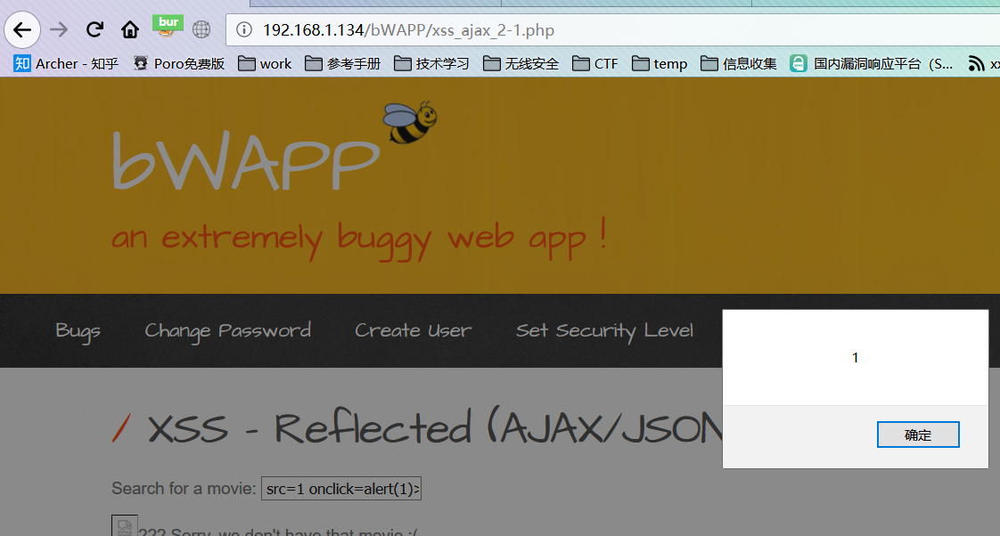 bur
192.168.1.134/bWAPP/xss_ajax_2-1.php
知 Archer - 知乎 Poro免费版 work 参考手册 技术学习 无线安全 CTF temp 信息收集 国内漏洞响应平台（S...
bWAPP
an extremely buggy web app !
Bugs Change Password Create User Set Security Level
1
确定
/ XSS - Reflected (AJAX/JSON
Search for a movie: src=1 onclick=alert(1)>
??? Sorry, we don't have that movie :(